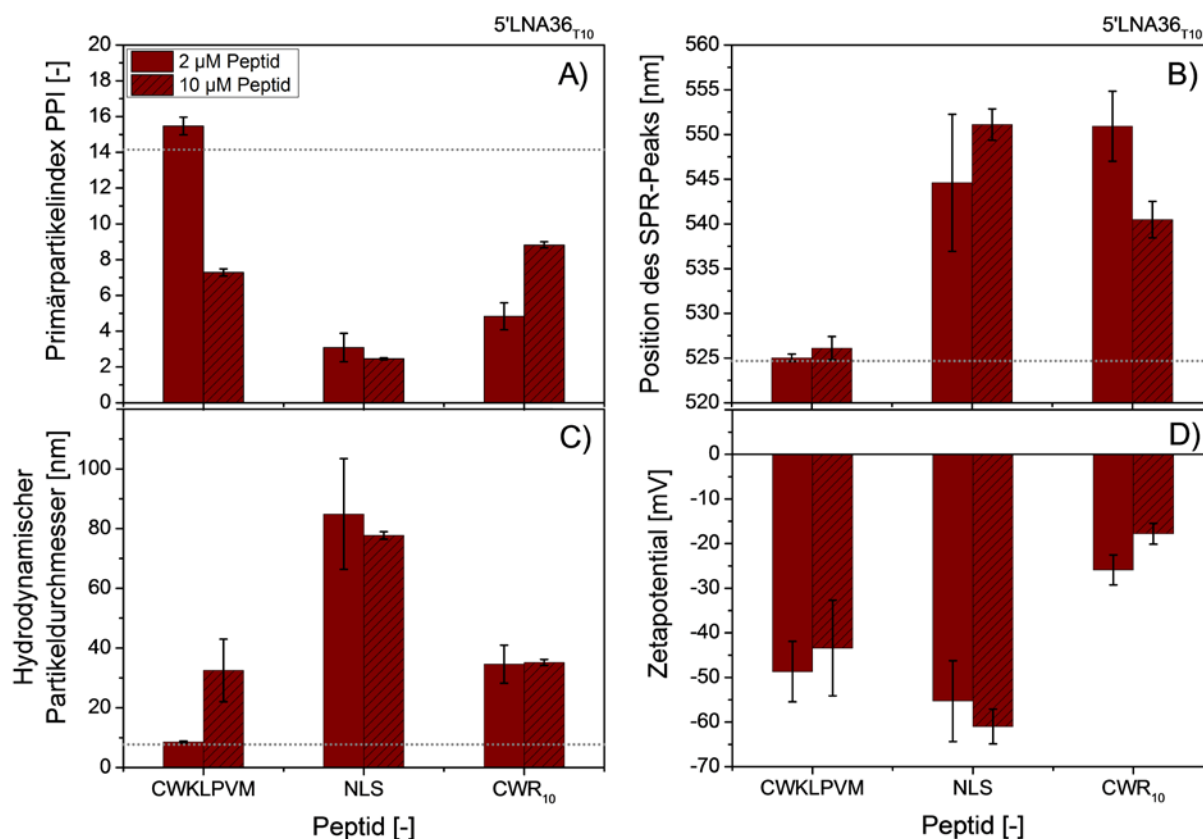 5'LNA36T10
A)
2 µM Peptid
10 µM Peptid
Primärpartikelindex PPI [-]
20
18
16
14
12
10
8
6
4
2
0
5'LNA36T10
B)
Position des SPR-Peaks [nm]
560
555
550
545
540
535
530
525
520
C)
Hydrodynamischer
Partikeldurchmesser [nm]
100
80
60
40
20
0
CWKLPVM
NLS
CWR10
Peptid [-]
D)
Zetapotential [mV]
0
-10
-20
-30
-40
-50
-60
-70
CWKLPVM
NLS
CWR10
Peptid [-]